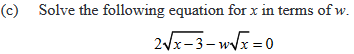 (c) Solve the following equation for x in terms of w.
2√x−3 − w√x = 0